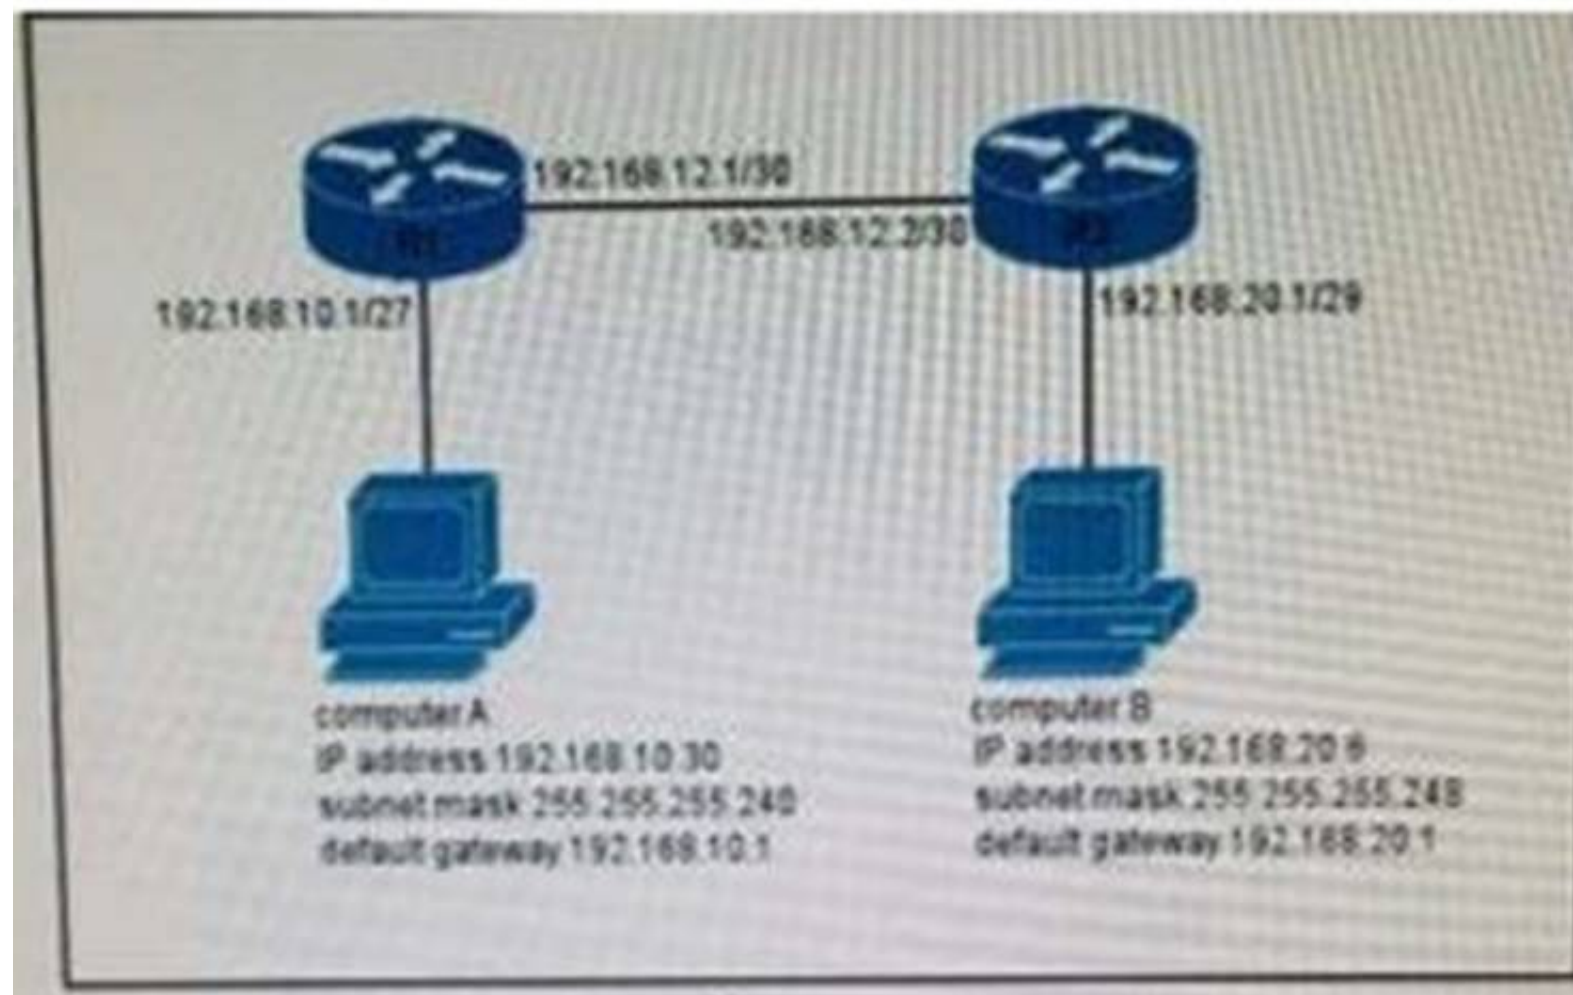 192.168.12.1/30
192.168.12.2/30
192.168.10.1/27
192.168.20.1/29
computer A
IP address 192.168.10.30
subnet mask 255.255.255.240
default gateway 192.168.10.1
computer B
IP address 192.168.20.6
subnet mask 255.255.255.248
default gateway 192.168.20.1